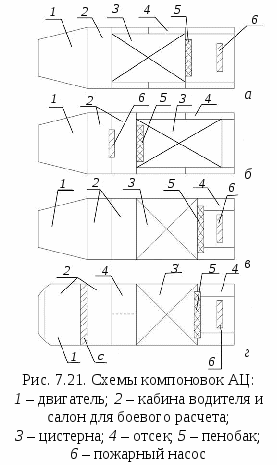 1 2 3 4 5 6
а
1 2 6 5 3 4
б
1 2 3 5 4 6
в
2 4 3 5 4
1 с 6
г
Рис. 7.21. Схемы компоновок АЦ:
1 – двигатель; 2 – кабина водителя и
салон для боевого расчета;
3 – цистерна; 4 – отсек; 5 – пенобак;
6 – пожарный насос